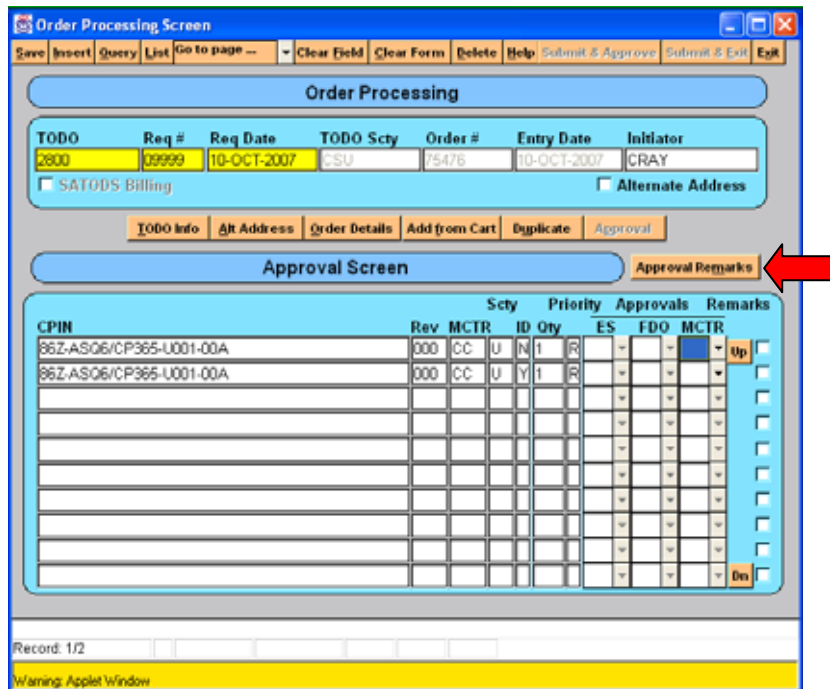 Order Processing Screen
Save Insert Query List Go to page --- Clear Field Clear Form Delete Help Submit & Approve Submit & Exit Exit
Order Processing
TODO Req # Req Date TODO Scty Order # Entry Date Initiator
2800 09999 10-OCT-2007 CSU 75476 10-OCT-2007 CRAY
SATODS Billing Alternate Address
TODO Info Alt Address Order Details Add from Cart Duplicate Approval
Approval Screen Approval Remarks
Scty Priority Approvals Remarks
CPIN Rev MCTR ID Qty ES FDO MCTR
86Z-ASQ6/CP365-U001-00A 000 CC U N 1 R Up
86Z-ASQ6/CP365-U001-00A 000 CC U Y 1 R
Dn
Record: 1/2
Warning: Applet Window